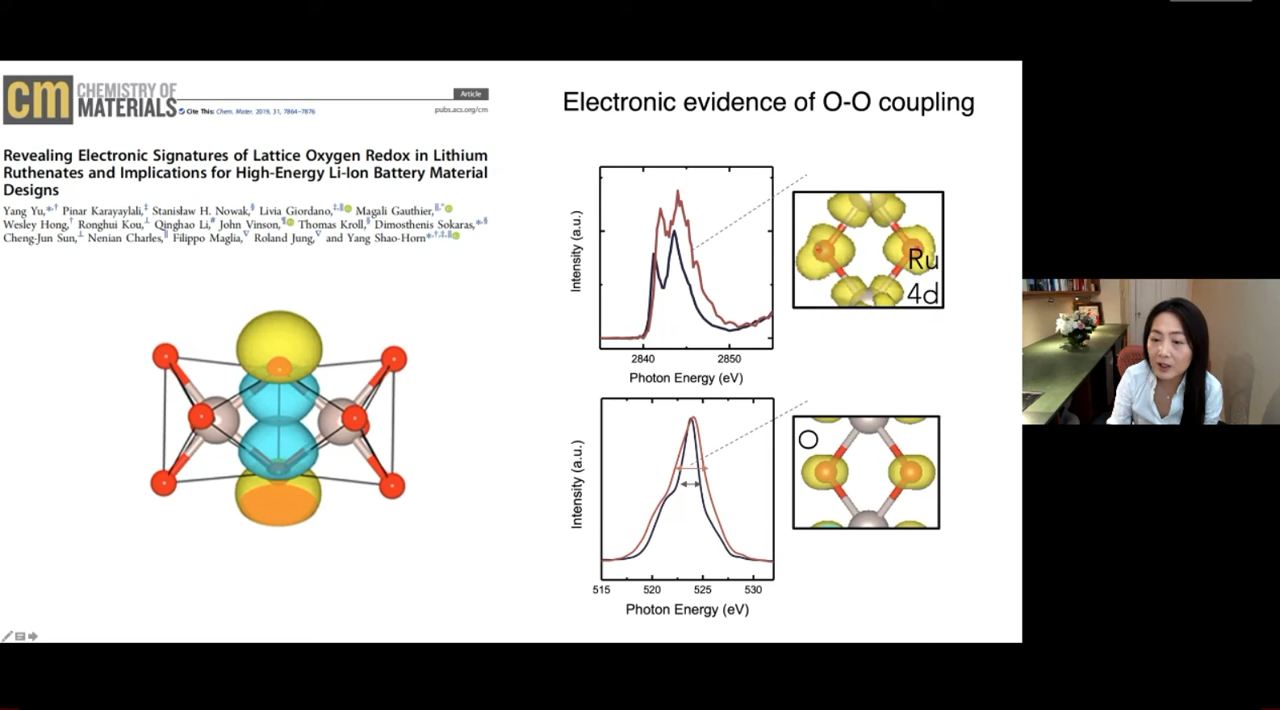 cm CHEMISTRY OF
MATERIALS
Cite This: Chem. Mater. 2019, 31, 7864−7876
Article
pubs.acs.org/cm
Revealing Electronic Signatures of Lattice Oxygen Redox in Lithium
Ruthenates and Implications for High-Energy Li-Ion Battery Material
Designs
Yang Yu,*,† Pinar Karayaylali,‡ Stanisław H. Nowak,§ Livia Giordano,‡,∥ Magali Gauthier,∥,°
Wesley Hong,† Ronghui Kou,⊥ Qinghao Li,# John Vinson,¶ Thomas Kroll,§ Dimosthenis Sokaras,*,§
Cheng-Jun Sun,⊥ Nenian Charles,∥ Filippo Maglia,▽ Roland Jung,▽ and Yang Shao-Horn*,†,‡,∥
Electronic evidence of O-O coupling
Intensity (a.u.)
2840 2850
Photon Energy (eV)
Ru
4d
Intensity (a.u.)
515 520 525 530
Photon Energy (eV)
O